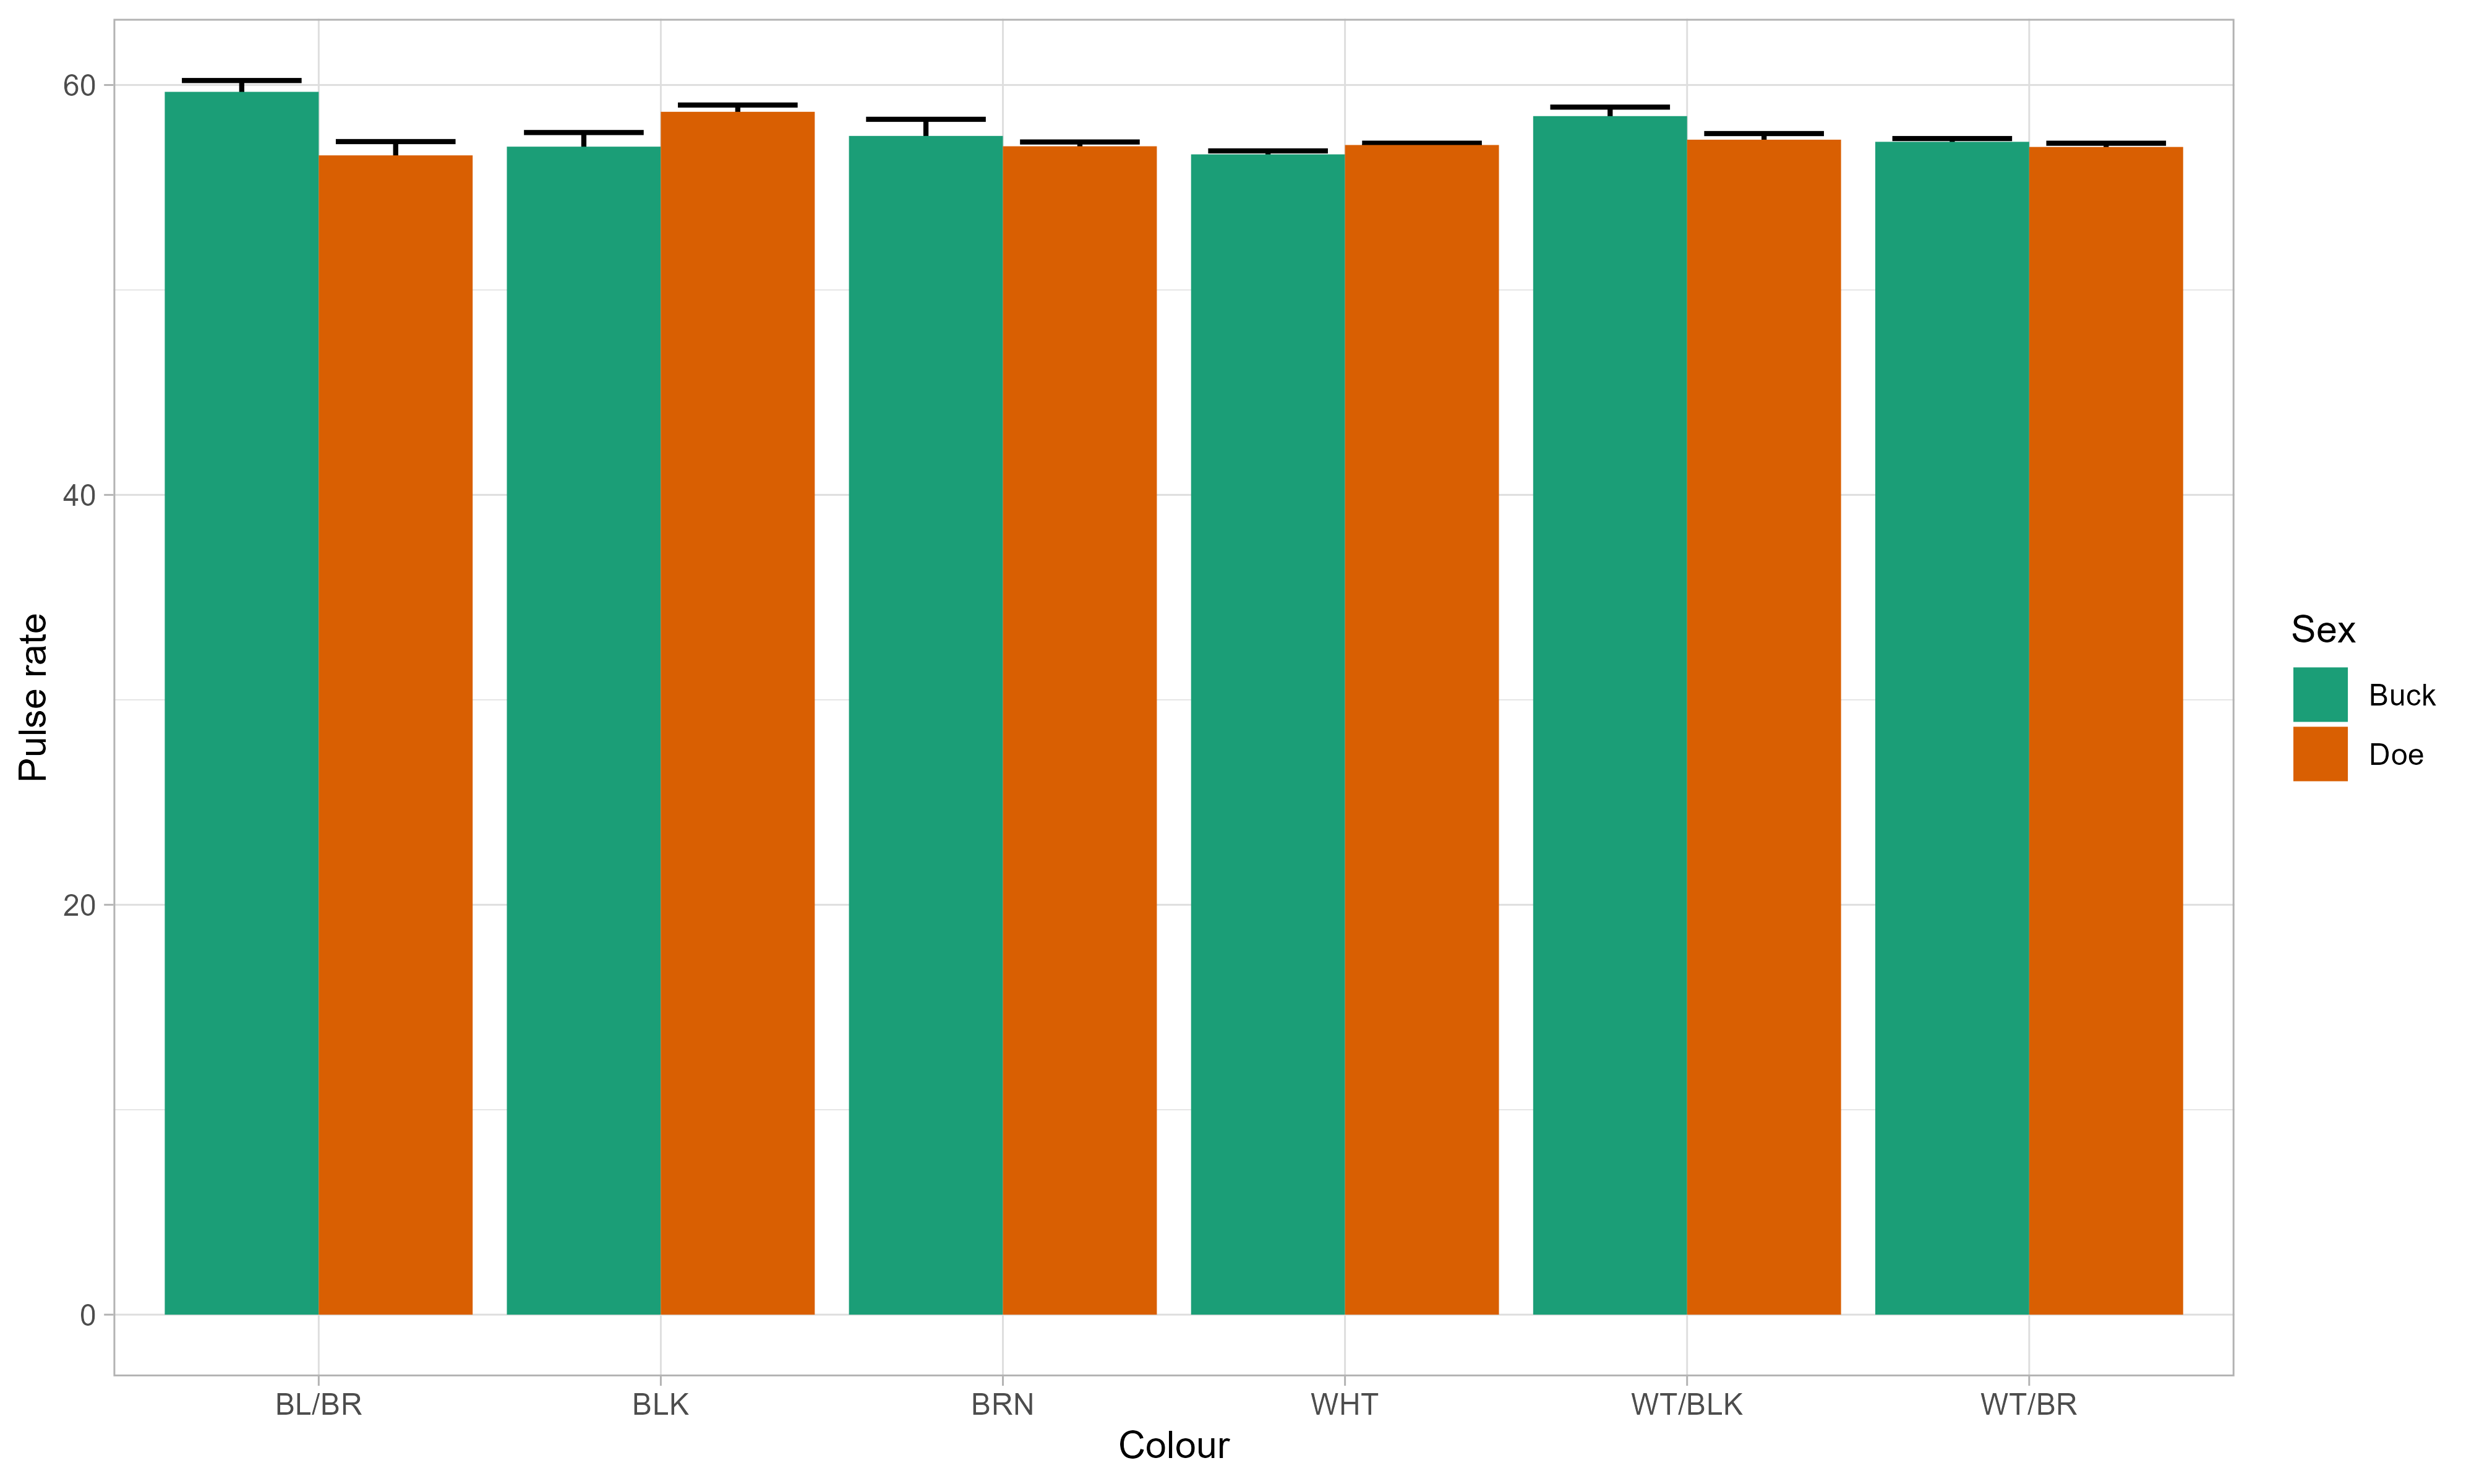 60
40
20
0
Pulse rate
BL/BR BLK BRN WHT WT/BLK WT/BR
Colour
Sex
Buck
Doe